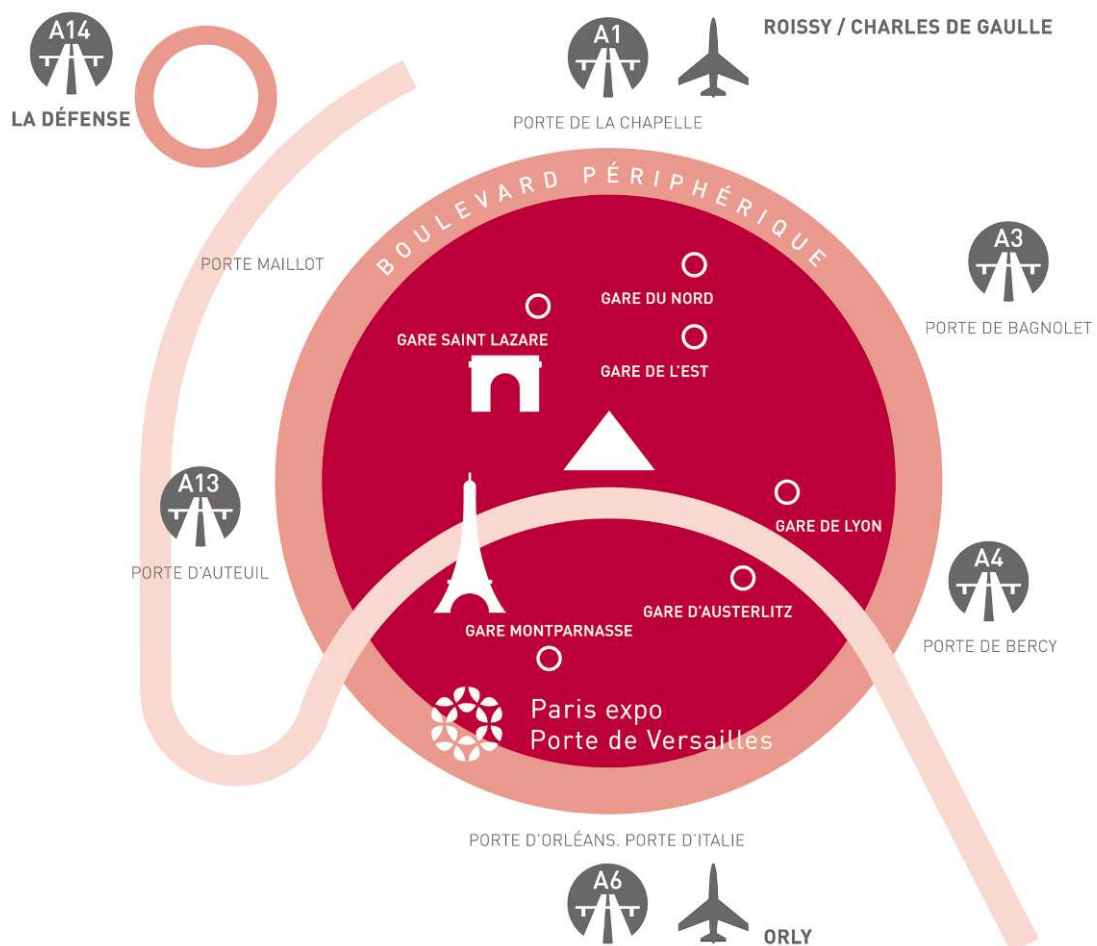 A14
LA DÉFENSE
A1
ROISSY / CHARLES DE GAULLE
PORTE DE LA CHAPELLE
BOULEVARD PÉRIPHÉRIQUE
PORTE MAILLOT
A3
PORTE DE BAGNOLET
GARE DU NORD
GARE SAINT LAZARE
GARE DE L'EST
A13
PORTE D'AUTEUIL
GARE DE LYON
A4
PORTE DE BERCY
GARE D'AUSTERLITZ
GARE MONTPARNASSE
Paris expo
Porte de Versailles
PORTE D'ORLÉANS. PORTE D'ITALIE
A6
ORLY